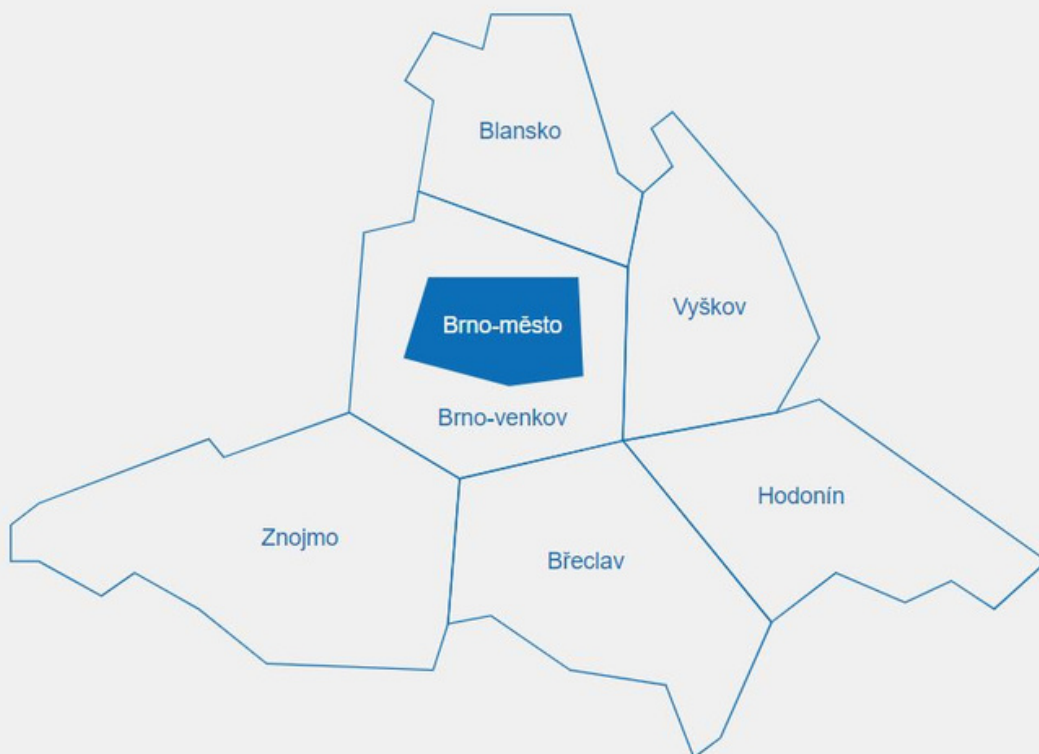 Blansko
Vyškov
Brno-město
Brno-venkov
Hodonín
Znojmo
Břeclav